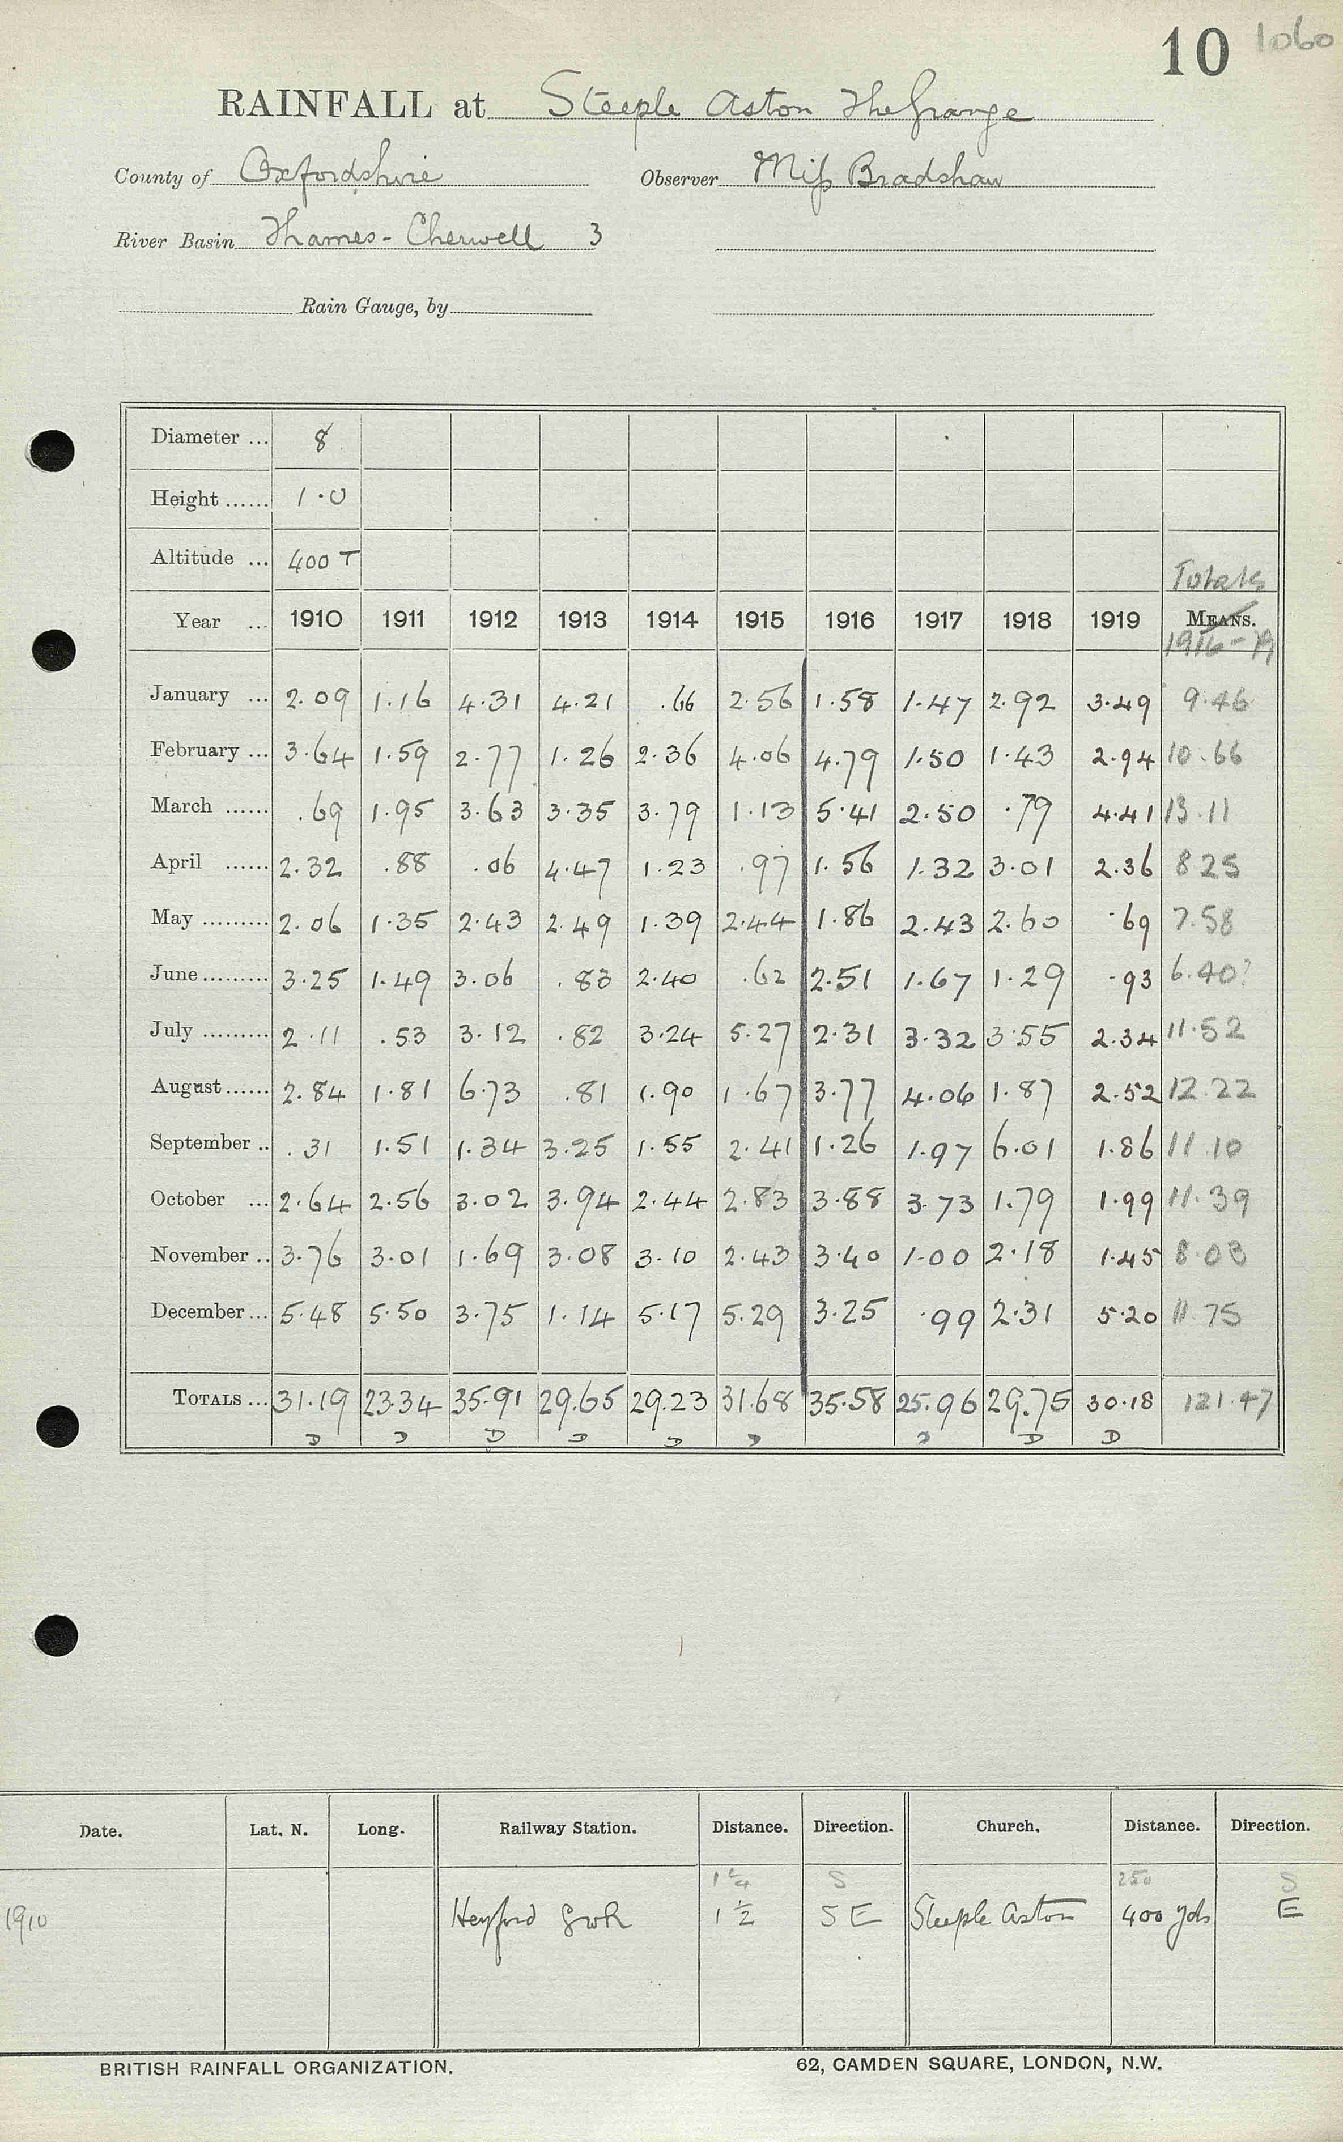 10 1060
RAINFALL at Steeple Aston The Grange
County of Oxfordshire Observer Miss Bradshaw
River Basin Thames - Cherwell 3
Rain Gauge, by
Diameter ... 8
Height ...... 1.0
Altitude ... 400 T Totals
Year ... 1910 1911 1912 1913 1914 1915 1916 1917 1918 1919 MEANS.
1916-19
January ... 2.09 1.16 4.31 4.21 .66 2.56 1.58 1.47 2.92 3.49 9.46
February ... 3.64 1.59 2.77 1.26 2.36 4.06 4.79 1.50 1.43 2.94 10.66
March ...... .69 1.95 3.63 3.35 3.79 1.13 5.41 2.50 .79 4.41 13.11
April ...... 2.32 .88 .06 4.47 1.23 .97 1.56 1.32 3.01 2.36 8 25
May ......... 2.06 1.35 2.43 2.49 1.39 2.44 1.86 2.43 2.60 .69 7.58
June ......... 3.25 1.49 3.06 .83 2.40 .62 2.51 1.67 1.29 .93 6.40?
July ......... 2.11 .53 3.12 .82 3.24 5.27 2.31 3.32 3.55 2.34 11.52
August ...... 2.84 1.81 6.73 .81 1.90 1.67 3.77 4.06 1.87 2.52 12.22
September .. .31 1.51 1.34 3.25 1.55 2.41 1.26 1.97 6.01 1.86 11.10
October ... 2.64 2.56 3.02 3.94 2.44 2.83 3.88 3.73 1.79 1.99 11.39
November .. 3.76 3.01 1.69 3.08 3.10 2.43 3.40 1.00 2.18 1.45 8.03
December ... 5.48 5.50 3.75 1.14 5.17 5.29 3.25 .99 2.31 5.20 11.75
TOTALS ... 31.19 23.34 35.91 29.65 29.23 31.68 35.58 25.96 29.75 30.18 121.47
D D D D D D D D D
Date. Lat. N. Long. Railway Station. Distance. Direction. Church. Distance. Direction.
1¼ S 250 S
1910 Heyford GWR 1½ SE Steeple Aston 400 yds E
BRITISH RAINFALL ORGANIZATION. 62, CAMDEN SQUARE, LONDON, N.W.